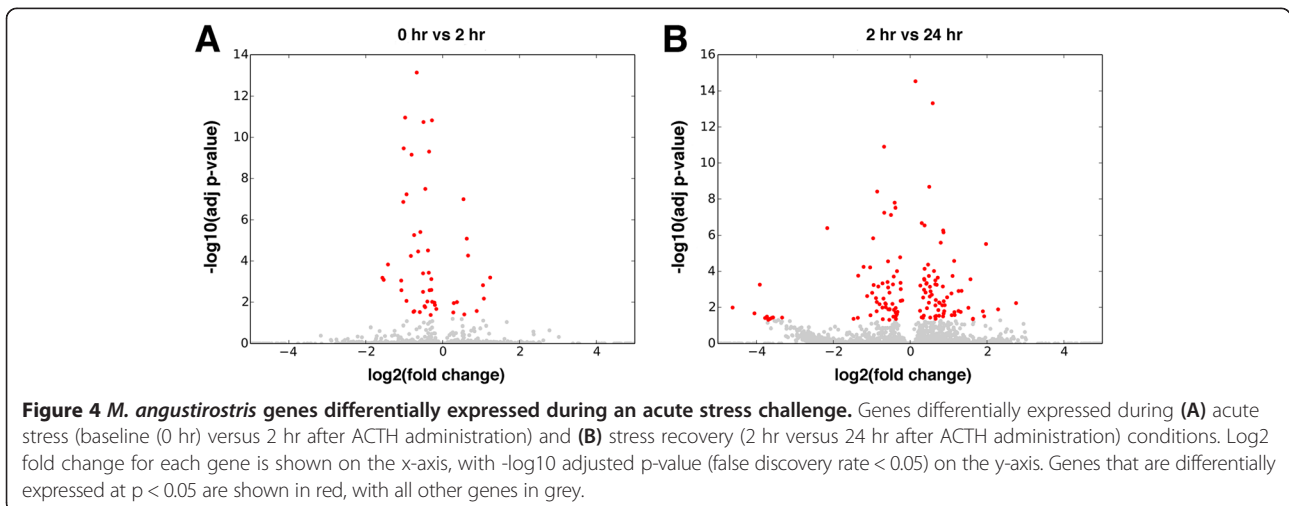 A
0 hr vs 2 hr
14
12
10
8
6
4
2
0
-log10(adj p-value)
−4
−2
0
2
4
log2(fold change)
B
2 hr vs 24 hr
16
14
12
10
8
6
4
2
0
-log10(adj p-value)
−4
−2
0
2
4
log2(fold change)
Figure 4 M. angustirostris genes differentially expressed during an acute stress challenge. Genes differentially expressed during (A) acute
stress (baseline (0 hr) versus 2 hr after ACTH administration) and (B) stress recovery (2 hr versus 24 hr after ACTH administration) conditions. Log2
fold change for each gene is shown on the x-axis, with -log10 adjusted p-value (false discovery rate < 0.05) on the y-axis. Genes that are differentially
expressed at p < 0.05 are shown in red, with all other genes in grey.